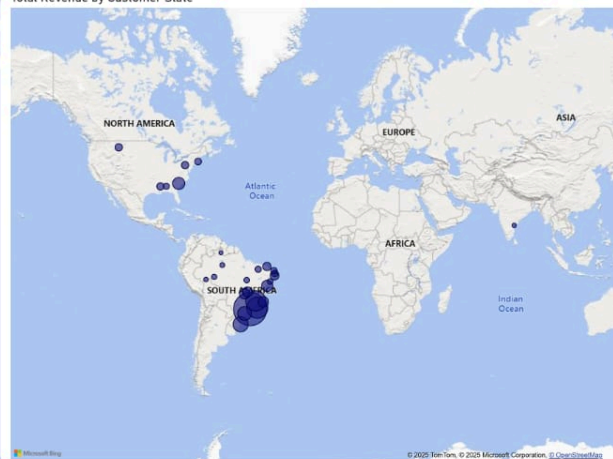 Total Revenue by Customer State
NORTH AMERICA
EUROPE
ASIA
Atlantic
Ocean
AFRICA
SOUTH AMERICA
Indian
Ocean
Microsoft Bing
© 2025 TomTom, © 2025 Microsoft Corporation, © OpenStreetMap